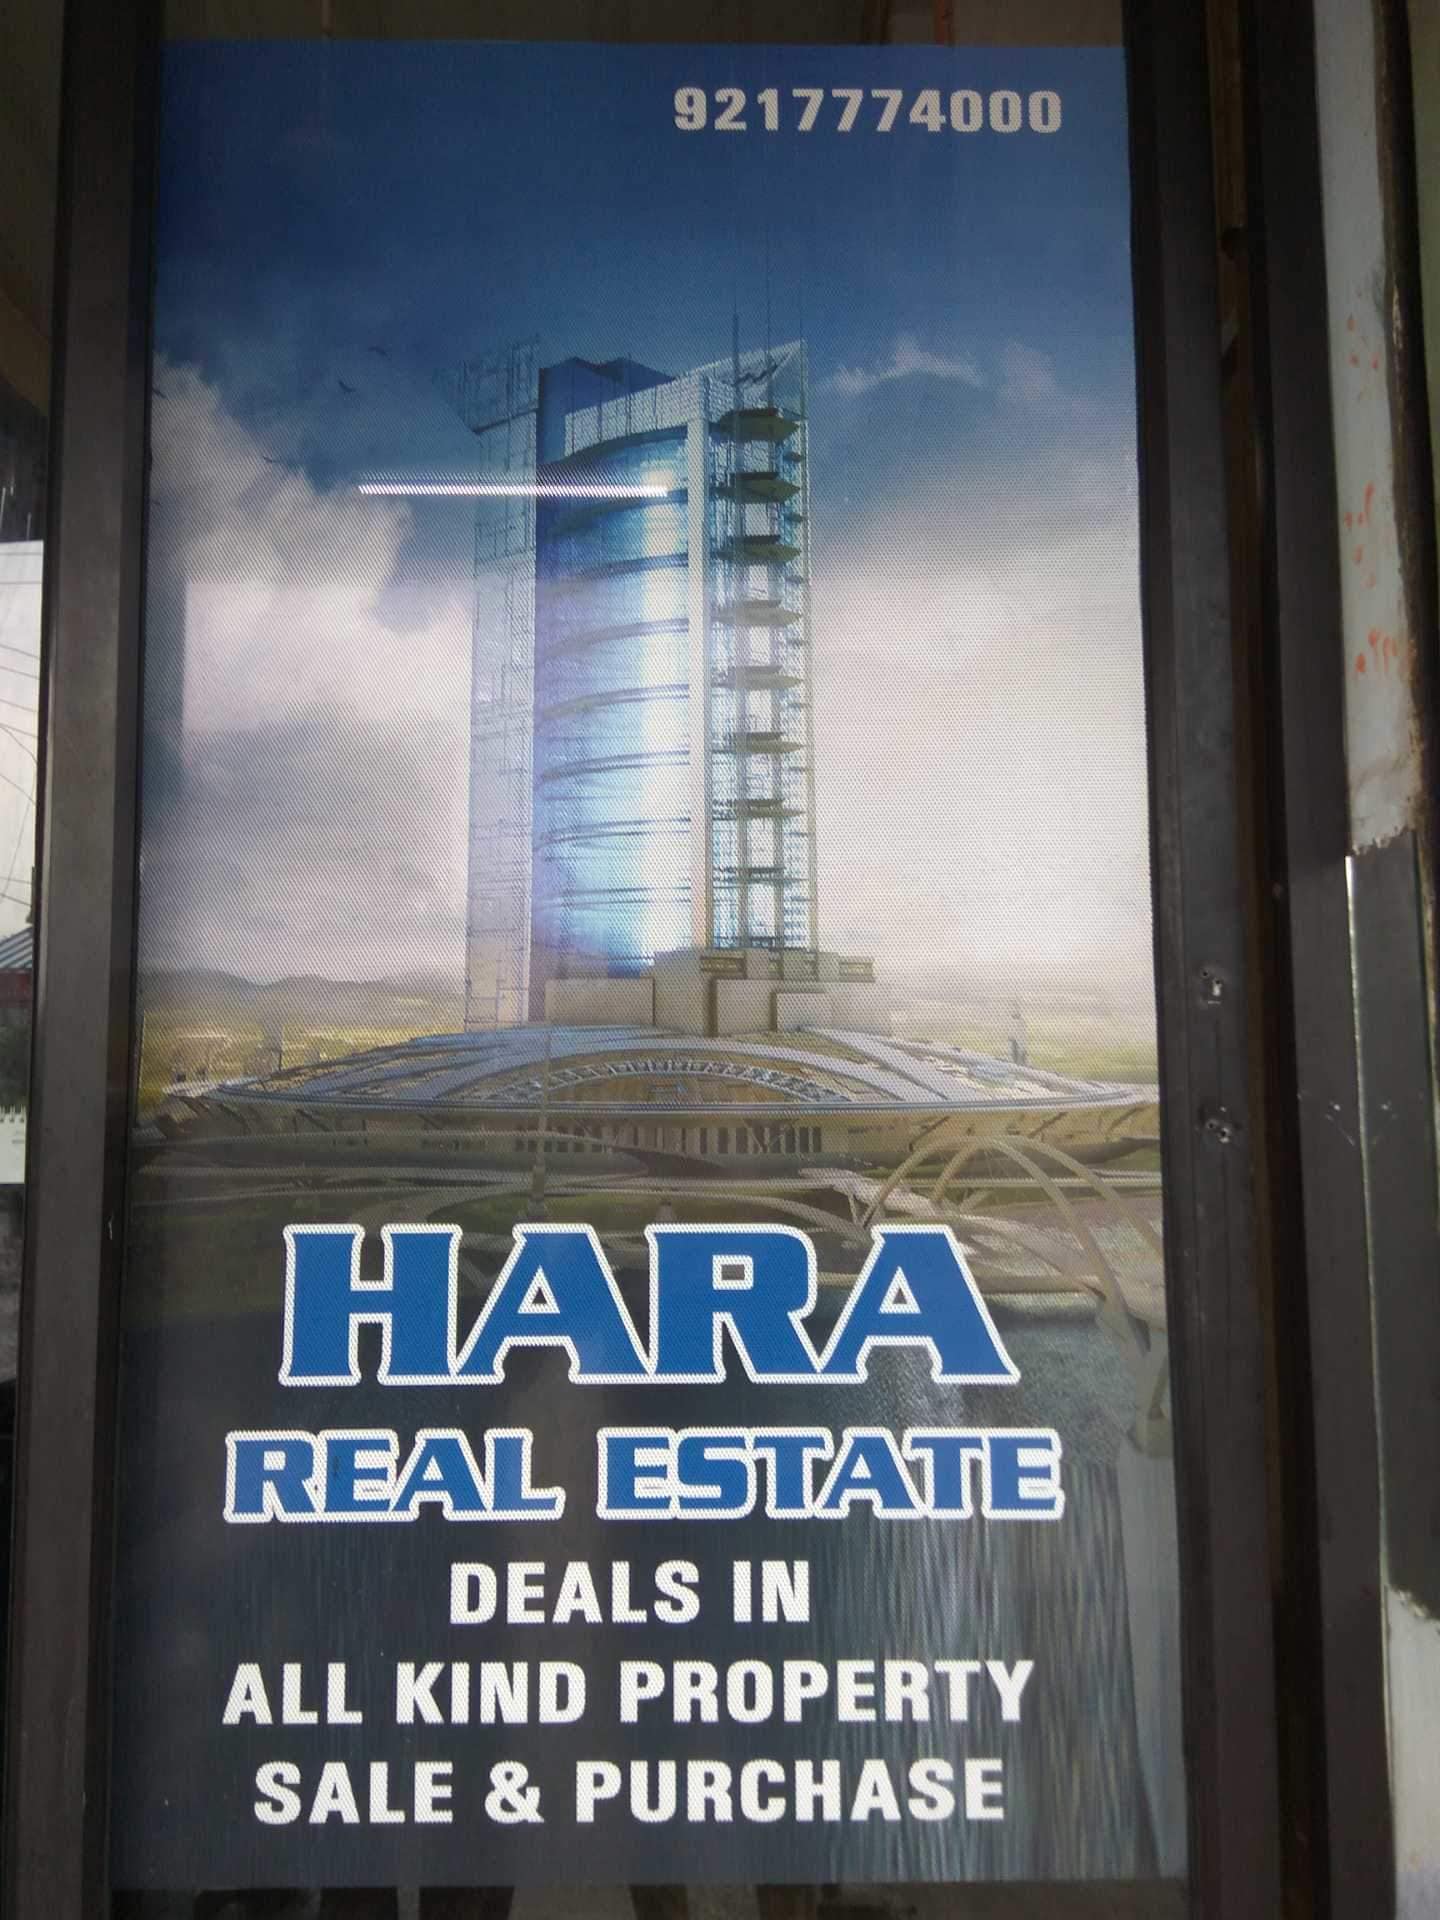 9217774000
HARA
REAL ESTATE
DEALS IN
ALL KIND PROPERTY
SALE & PURCHASE